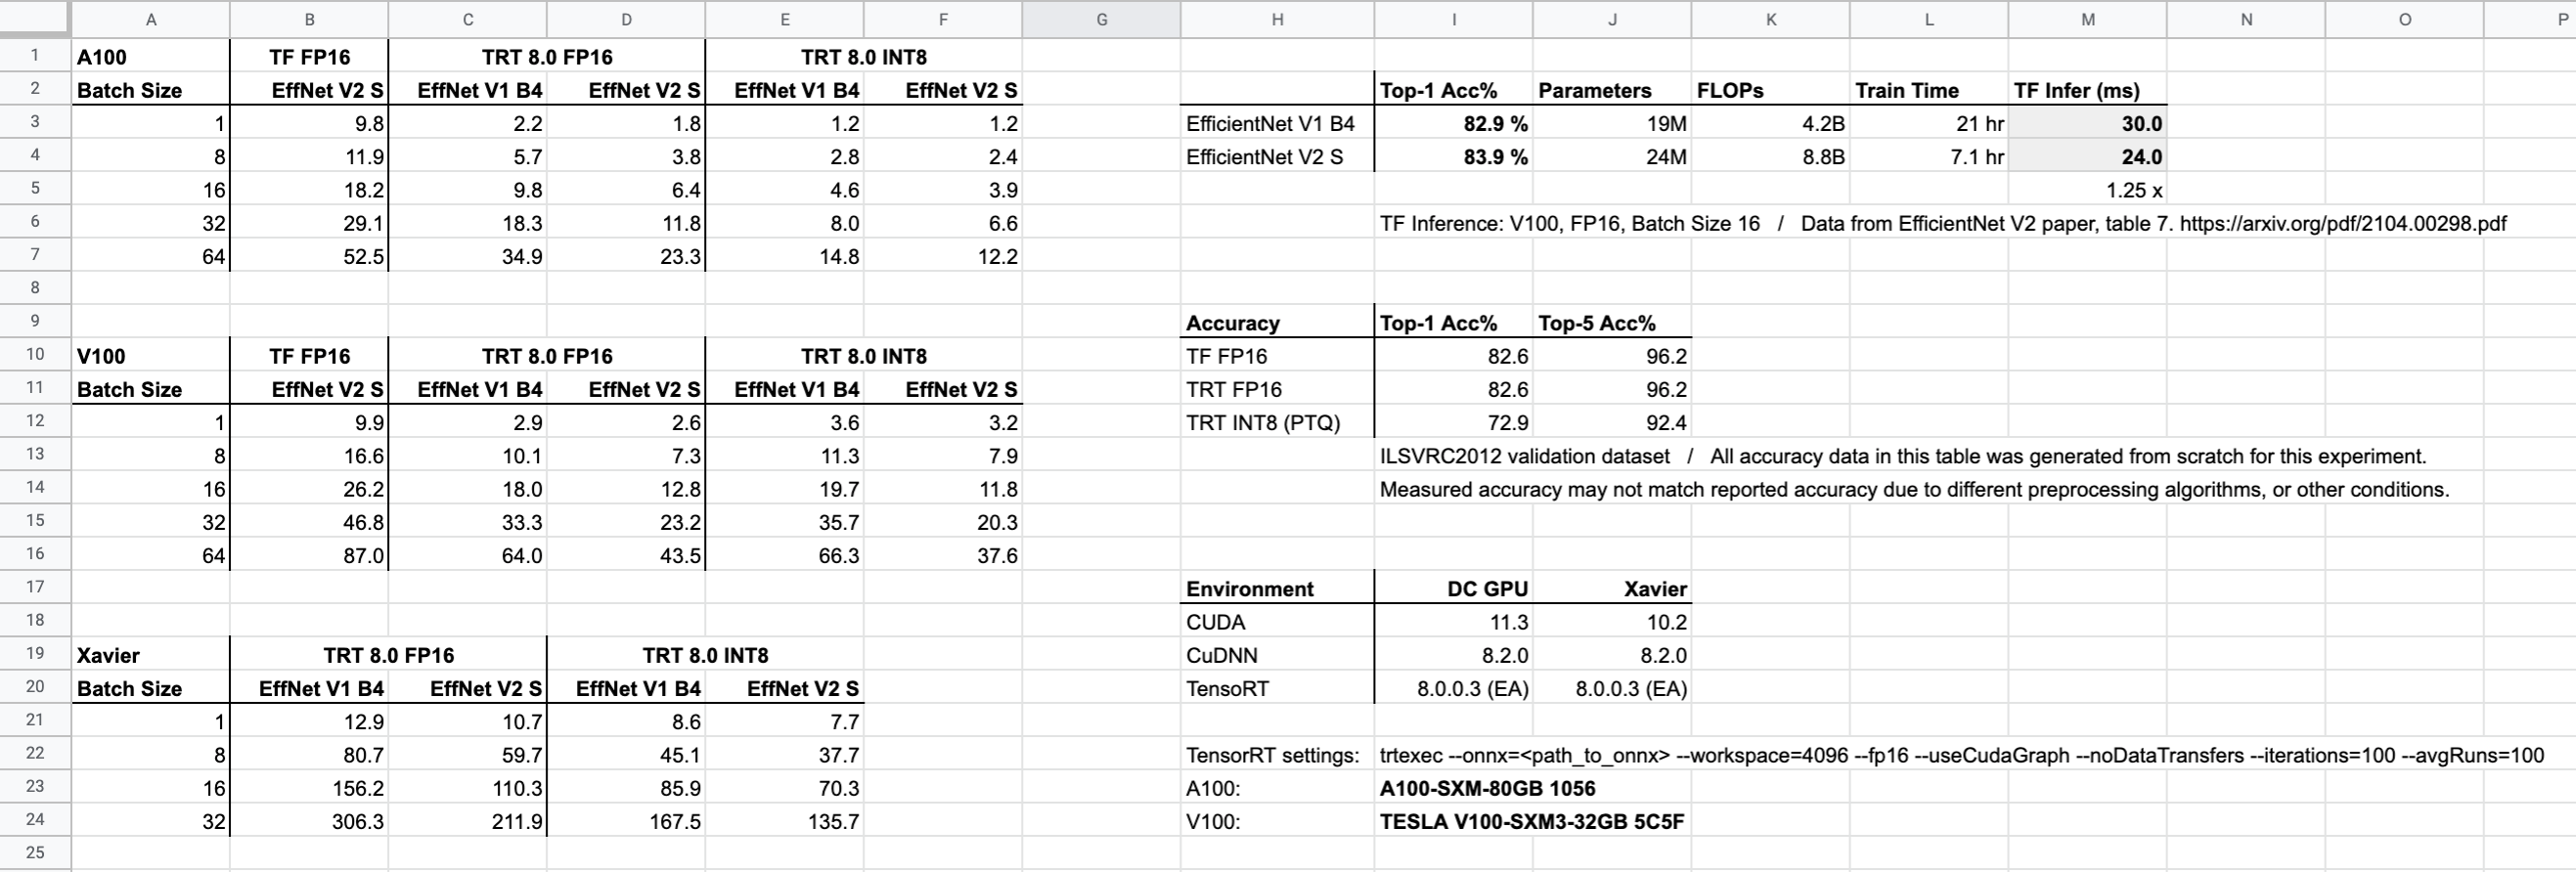 A B C D E F G H I J K L M N O P
1 A100 TF FP16 TRT 8.0 FP16 TRT 8.0 INT8
2 Batch Size EffNet V2 S EffNet V1 B4 EffNet V2 S EffNet V1 B4 EffNet V2 S Top-1 Acc% Parameters FLOPs Train Time TF Infer (ms)
3 1 9.8 2.2 1.8 1.2 1.2 EfficientNet V1 B4 82.9 % 19M 4.2B 21 hr 30.0
4 8 11.9 5.7 3.8 2.8 2.4 EfficientNet V2 S 83.9 % 24M 8.8B 7.1 hr 24.0
5 16 18.2 9.8 6.4 4.6 3.9 1.25 x
6 32 29.1 18.3 11.8 8.0 6.6 TF Inference: V100, FP16, Batch Size 16 / Data from EfficientNet V2 paper, table 7. https://arxiv.org/pdf/2104.00298.pdf
7 64 52.5 34.9 23.3 14.8 12.2
8
9 Accuracy Top-1 Acc% Top-5 Acc%
10 V100 TF FP16 TRT 8.0 FP16 TRT 8.0 INT8 TF FP16 82.6 96.2
11 Batch Size EffNet V2 S EffNet V1 B4 EffNet V2 S EffNet V1 B4 EffNet V2 S TRT FP16 82.6 96.2
12 1 9.9 2.9 2.6 3.6 3.2 TRT INT8 (PTQ) 72.9 92.4
13 8 16.6 10.1 7.3 11.3 7.9 ILSVRC2012 validation dataset / All accuracy data in this table was generated from scratch for this experiment.
14 16 26.2 18.0 12.8 19.7 11.8 Measured accuracy may not match reported accuracy due to different preprocessing algorithms, or other conditions.
15 32 46.8 33.3 23.2 35.7 20.3
16 64 87.0 64.0 43.5 66.3 37.6
17 Environment DC GPU Xavier
18 CUDA 11.3 10.2
19 Xavier TRT 8.0 FP16 TRT 8.0 INT8 CuDNN 8.2.0 8.2.0
20 Batch Size EffNet V1 B4 EffNet V2 S EffNet V1 B4 EffNet V2 S TensoRT 8.0.0.3 (EA) 8.0.0.3 (EA)
21 1 12.9 10.7 8.6 7.7
22 8 80.7 59.7 45.1 37.7 TensorRT settings: trtexec --onnx=<path_to_onnx> --workspace=4096 --fp16 --useCudaGraph --noDataTransfers --iterations=100 --avgRuns=100
23 16 156.2 110.3 85.9 70.3 A100: A100-SXM-80GB 1056
24 32 306.3 211.9 167.5 135.7 V100: TESLA V100-SXM3-32GB 5C5F
25